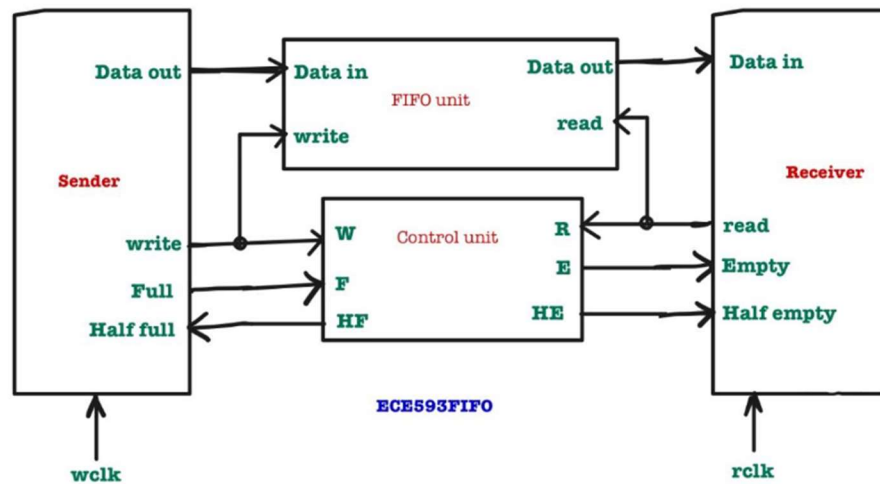 Data out
Data in
FIFO unit
Data out
Data in
write
read
Sender
Receiver
write
W
Control unit
R
read
Full
F
E
Empty
Half full
HF
HE
Half empty
ECE593FIFO
wclk
rclk